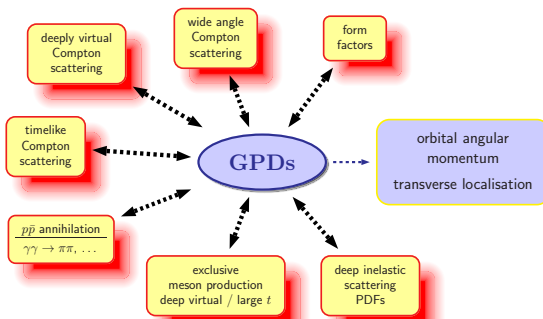 deeply virtual
Compton
scattering
wide angle
Compton
scattering
form
factors
timelike
Compton
scattering
GPDs
orbital angular
momentum
transverse localisation
pp̄ annihilation
γγ → ππ, …
exclusive
meson production
deep virtual / large t
deep inelastic
scattering
PDFs